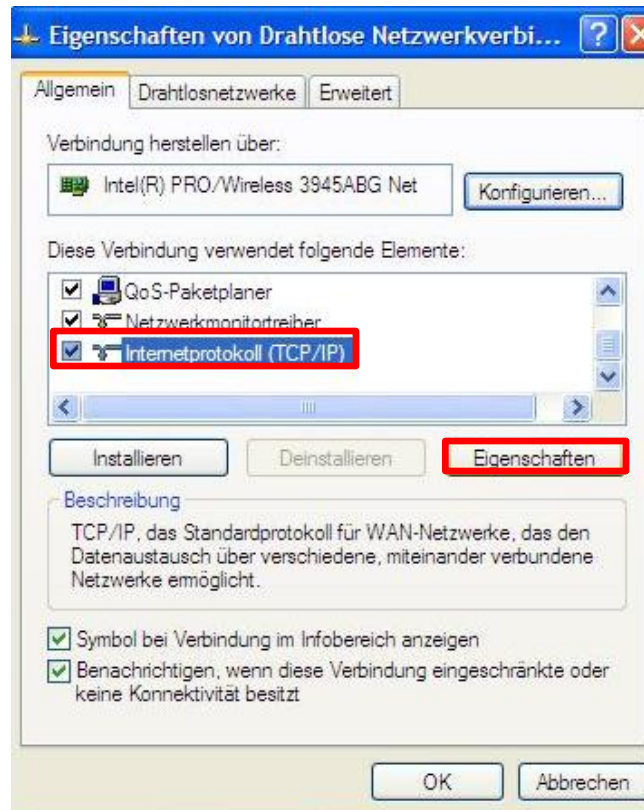 Eigenschaften von Drahtlose Netzwerkverbi...
Allgemein
Drahtlosnetzwerke
Erweitert
Verbindung herstellen über:
Intel(R) PRO/Wireless 3945ABG Net
Konfigurieren...
Diese Verbindung verwendet folgende Elemente:
QoS-Paketplaner
Netzwerkmonitortreiber
Internetprotokoll (TCP/IP)
Installieren
Deinstallieren
Eigenschaften
Beschreibung
TCP/IP, das Standardprotokoll für WAN-Netzwerke, das den
Datenaustausch über verschiedene, miteinander verbundene
Netzwerke ermöglicht.
Symbol bei Verbindung im Infobereich anzeigen
Benachrichtigen, wenn diese Verbindung eingeschränkte oder
keine Konnektivität besitzt
OK
Abbrechen